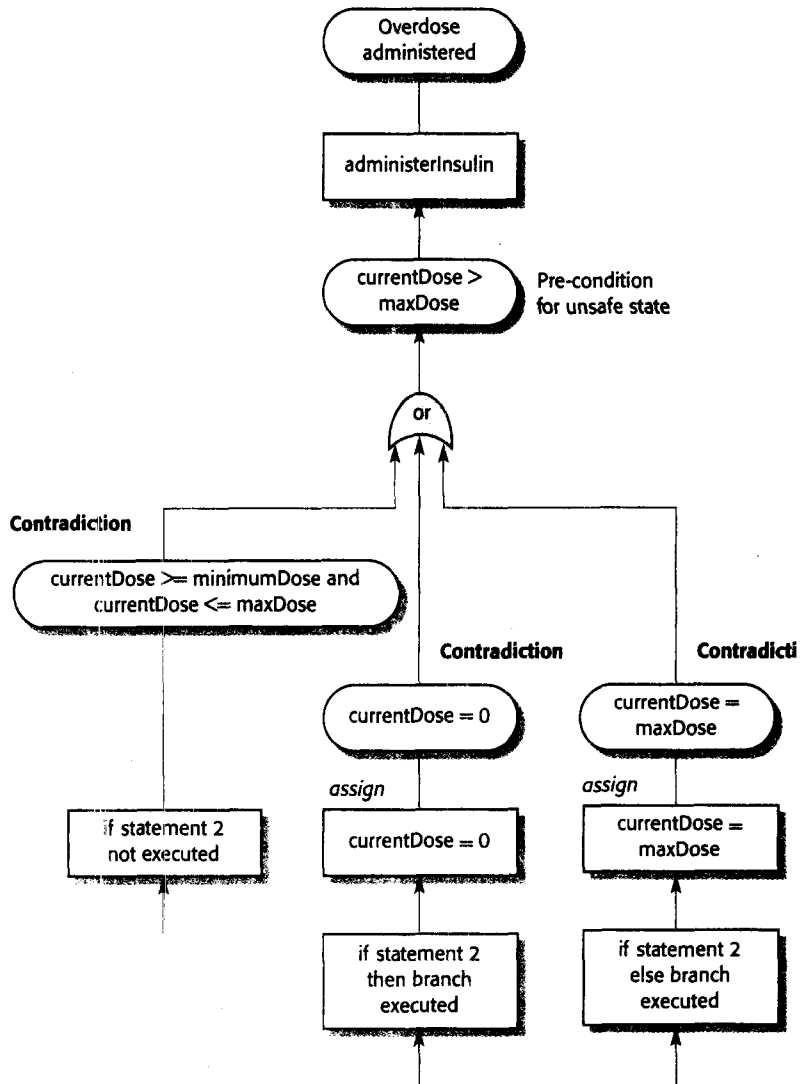 Overdose
administered
administerInsulin
currentDose >
maxDose
Pre-condition
for unsafe state
or
Contradiction
currentDose >= minimumDose and
currentDose <= maxDose
Contradiction
Contradicti
currentDose = 0
currentDose =
maxDose
assign
assign
if statement 2
not executed
currentDose = 0
currentDose =
maxDose
if statement 2
then branch
executed
if statement 2
else branch
executed